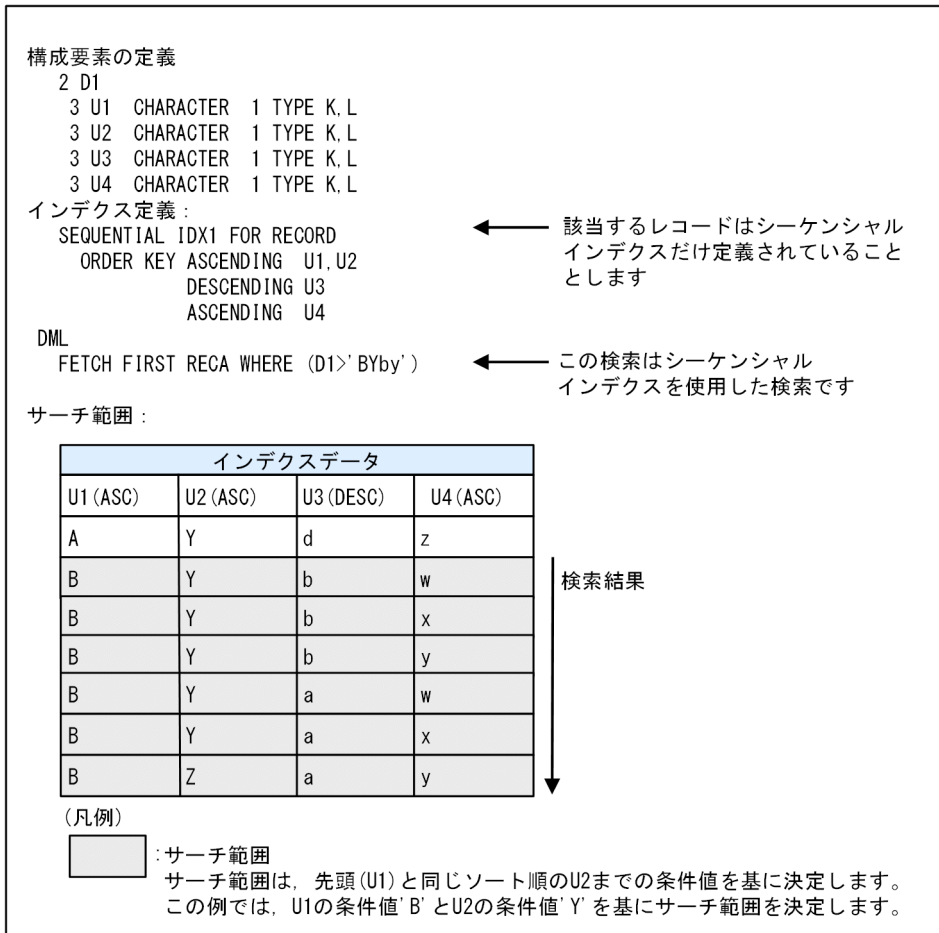 構成要素の定義
2 D1
3 U1 CHARACTER 1 TYPE K,L
3 U2 CHARACTER 1 TYPE K,L
3 U3 CHARACTER 1 TYPE K,L
3 U4 CHARACTER 1 TYPE K,L
インデクス定義:
SEQUENTIAL IDX1 FOR RECORD
ORDER KEY ASCENDING U1,U2
DESCENDING U3
ASCENDING U4
該当するレコードはシーケンシャル
インデクスだけ定義されていること
とします
DML
FETCH FIRST RECA WHERE (D1>'BYby')
この検索はシーケンシャル
インデクスを使用した検索です
サーチ範囲:
インデクスデータ
U1(ASC) U2(ASC) U3(DESC) U4(ASC)
A Y d z
B Y b w
B Y b x
B Y b y
B Y a w
B Y a x
B Z a y
検索結果
(凡例)
:サーチ範囲
サーチ範囲は,先頭(U1)と同じソート順のU2までの条件値を基に決定します。
この例では,U1の条件値'B'とU2の条件値'Y'を基にサーチ範囲を決定します。